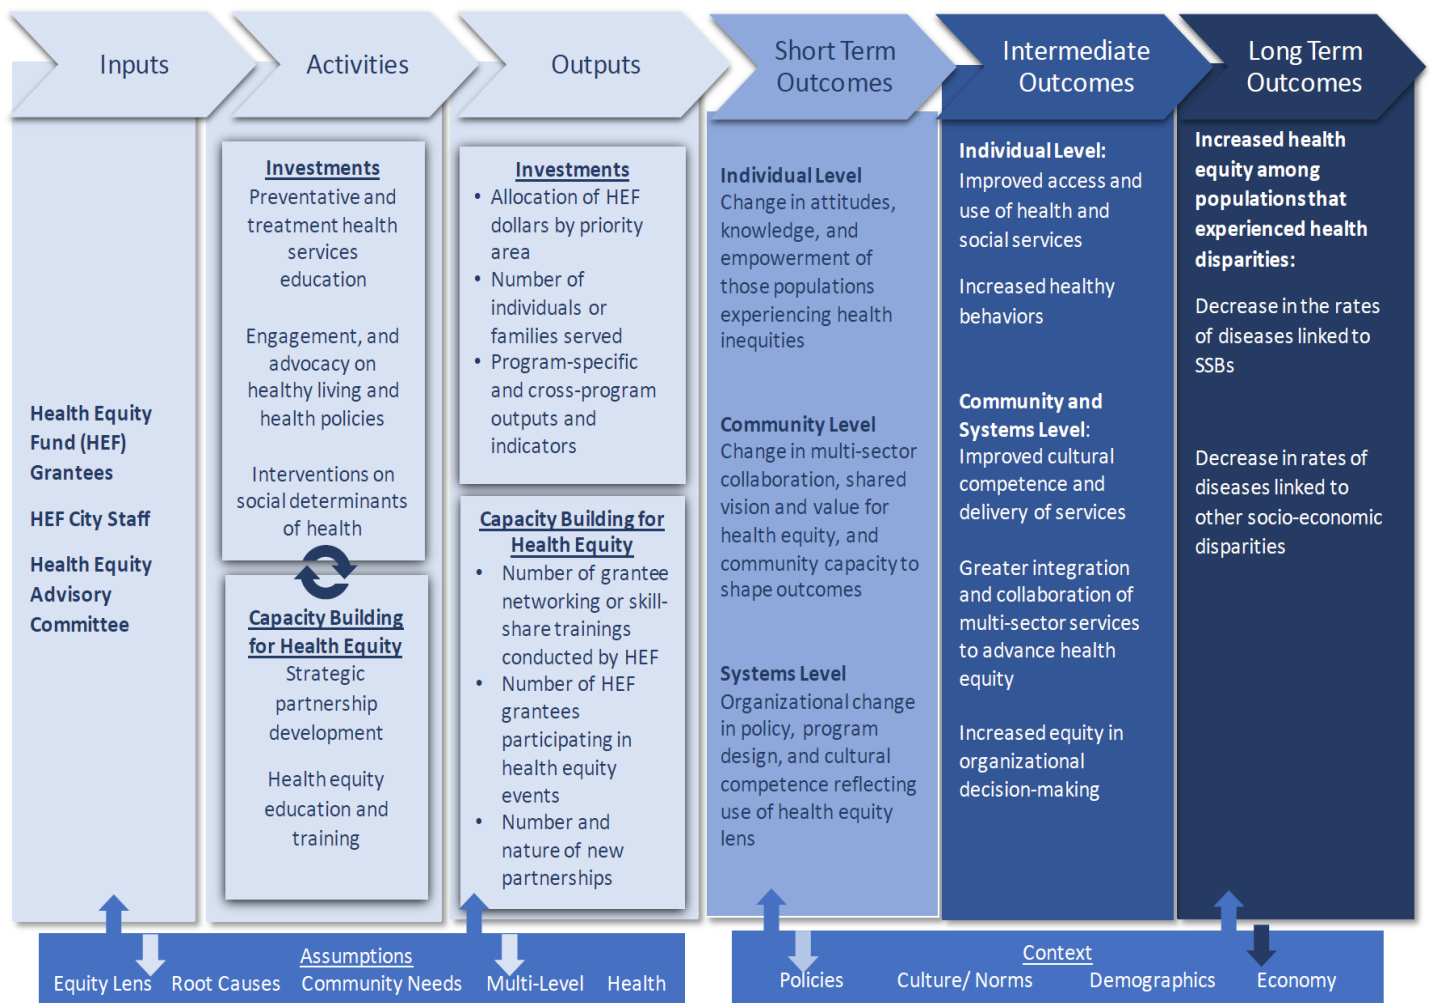 Inputs
Activities
Outputs
Short Term
Outcomes
Intermediate
Outcomes
Long Term
Outcomes
Health Equity
Fund (HEF)
Grantees
HEF City Staff
Health Equity
Advisory
Committee
Investments
Preventative and
treatment health
services
education
Engagement, and
advocacy on
healthy living and
health policies
Interventions on
social determinants
of health
Capacity Building
for Health Equity
Strategic
partnership
development
Health equity
education and
training
Investments
• Allocation of HEF
dollars by priority
area
• Number of
individuals or
families served
• Program-specific
and cross-program
outputs and
indicators
Capacity Building for
Health Equity
• Number of grantee
networking or skill-
share trainings
conducted by HEF
• Number of HEF
grantees
participating in
health equity
events
• Number and
nature of new
partnerships
Individual Level
Change in attitudes,
knowledge, and
empowerment of
those populations
experiencing health
inequities
Community Level
Change in multi-sector
collaboration, shared
vision and value for
health equity, and
community capacity to
shape outcomes
Systems Level
Organizational change
in policy, program
design, and cultural
competence reflecting
use of health equity
lens
Individual Level:
Improved access and
use of health and
social services
Increased healthy
behaviors
Community and
Systems Level:
Improved cultural
competence and
delivery of services
Greater integration
and collaboration of
multi-sector services
to advance health
equity
Increased equity in
organizational
decision-making
Increased health
equity among
populations that
experienced health
disparities:
Decrease in the rates
of diseases linked to
SSBs
Decrease in rates of
diseases linked to
other socio-economic
disparities
Assumptions
Equity Lens Root Causes Community Needs Multi-Level Health
Context
Policies Culture/ Norms Demographics Economy